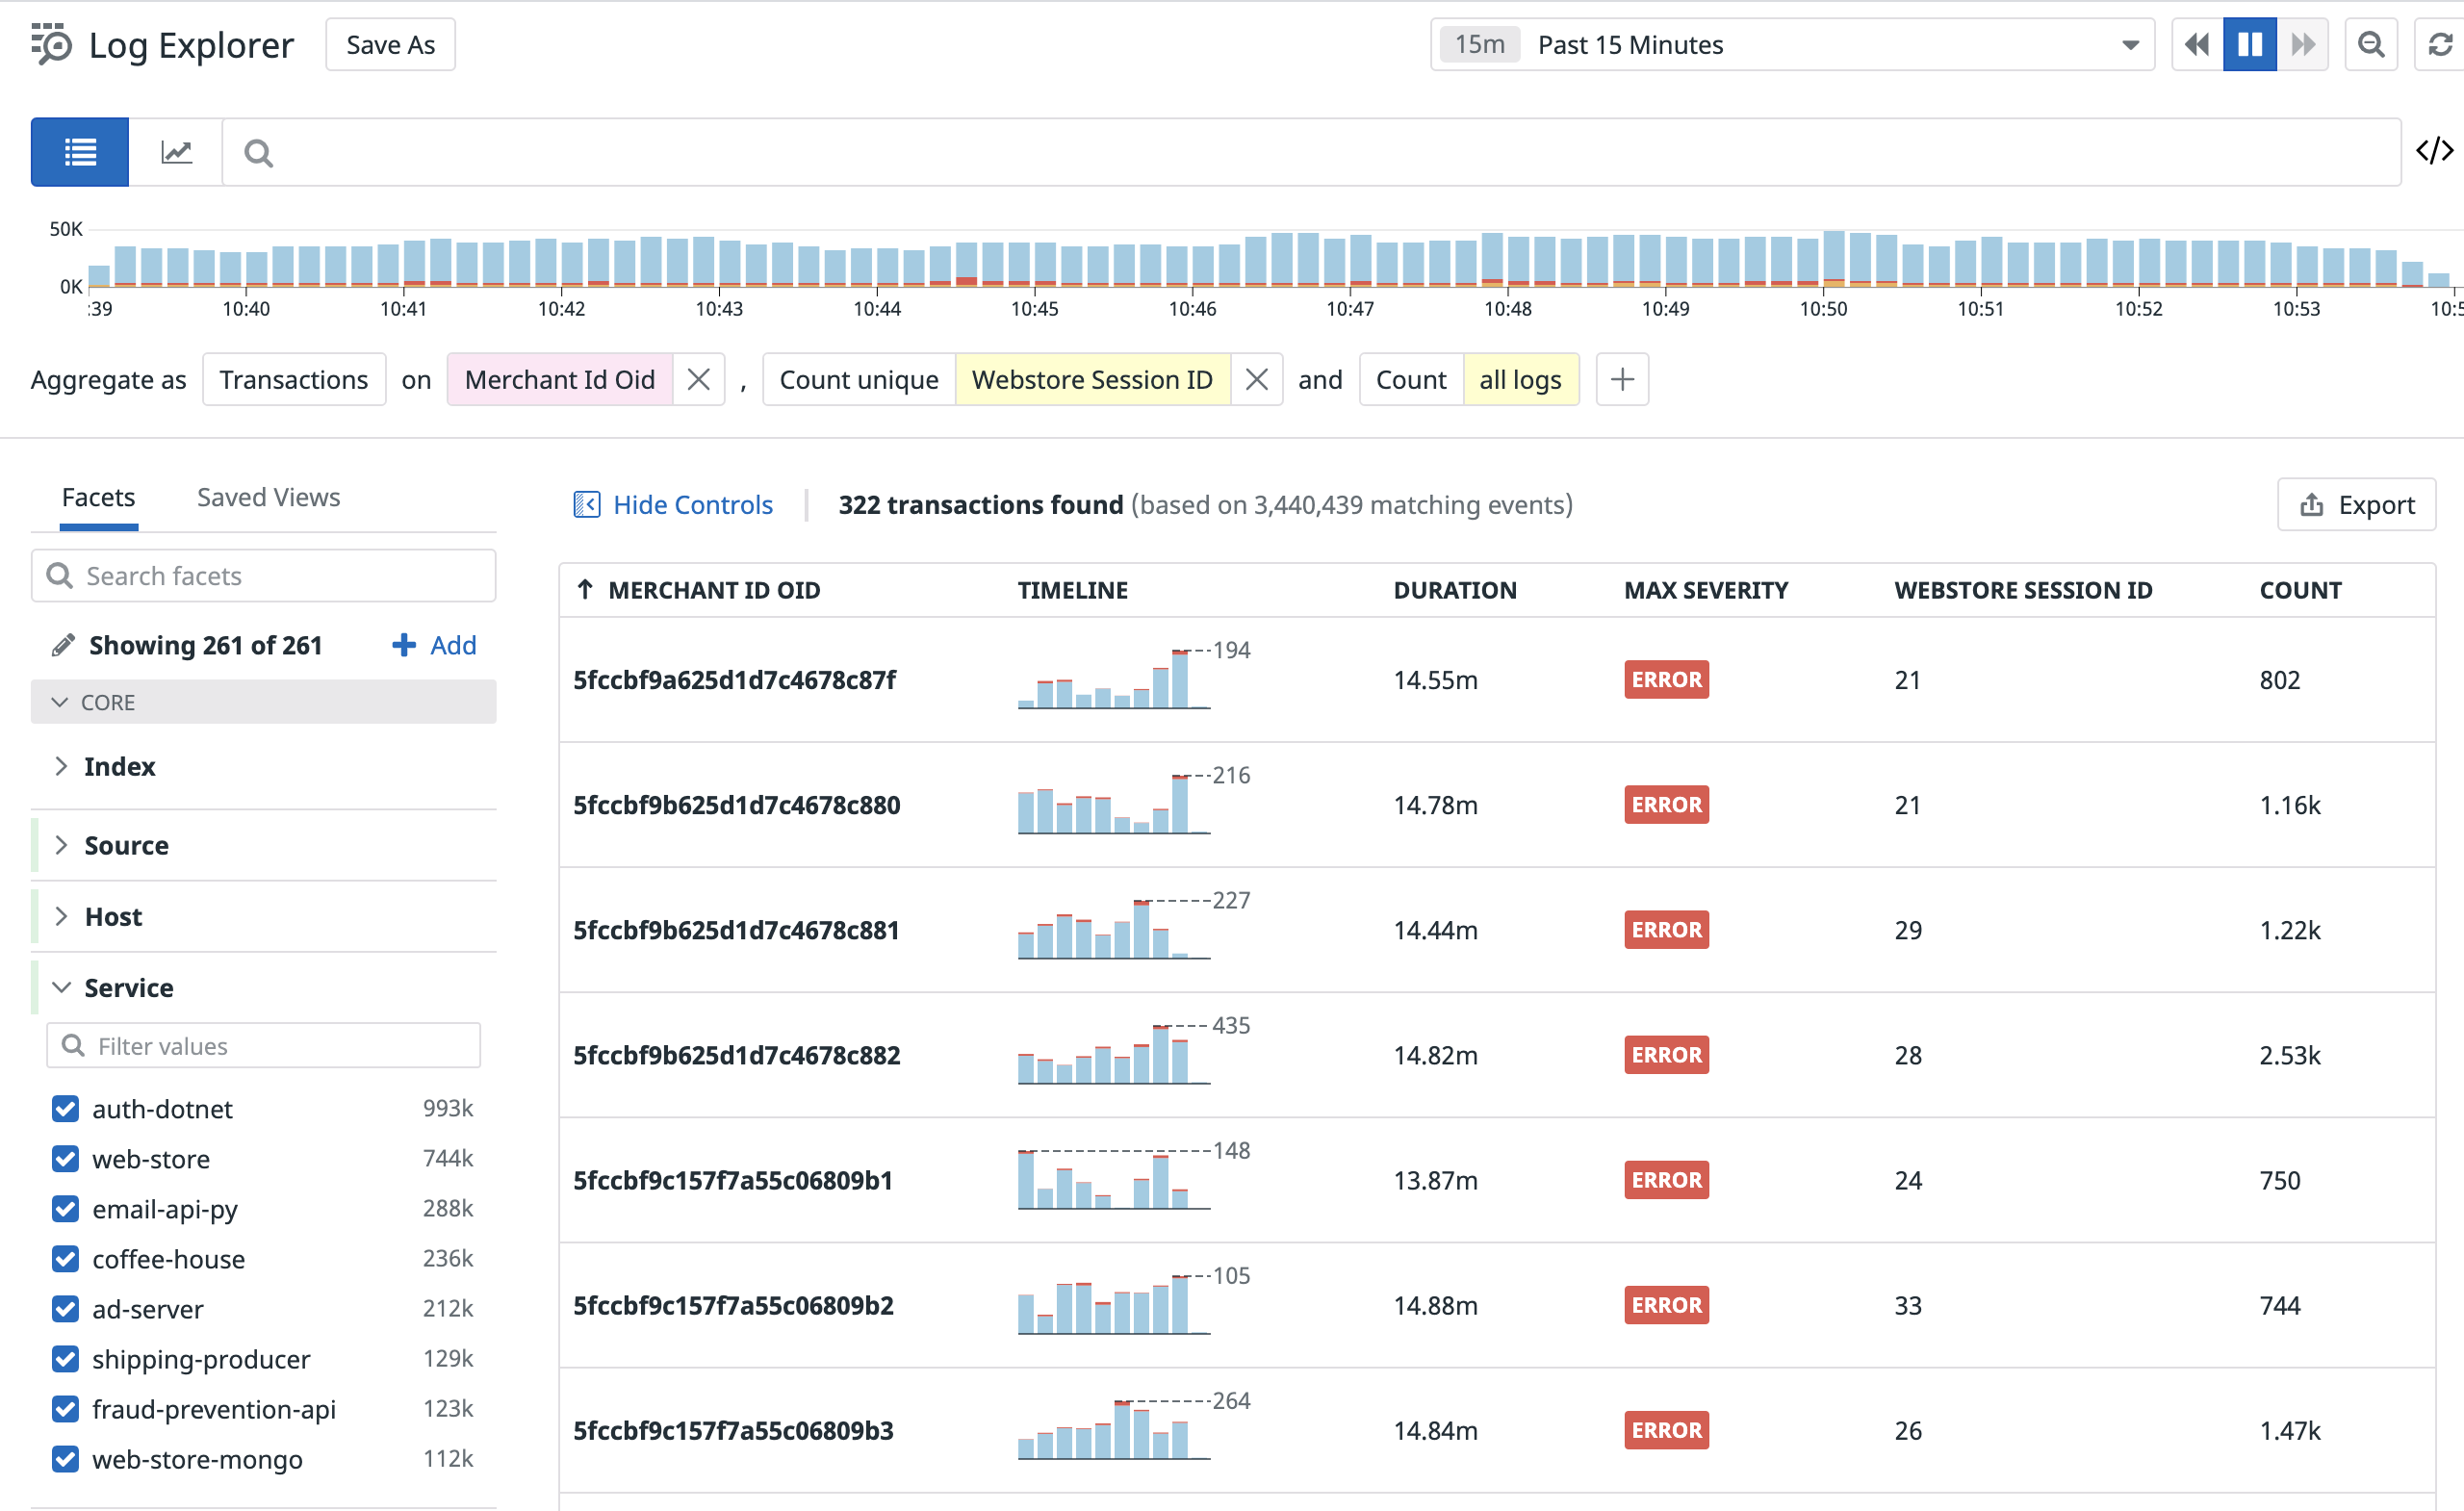 Log Explorer Save As 15m Past 15 Minutes
</>
50K
0K
:39 10:40 10:41 10:42 10:43 10:44 10:45 10:46 10:47 10:48 10:49 10:50 10:51 10:52 10:53 10:5
Aggregate as Transactions on Merchant Id Oid , Count unique Webstore Session ID and Count all logs
Facets Saved Views
Search facets
Showing 261 of 261 Add
CORE
Index
Source
Host
Service
Filter values
auth-dotnet 993k
web-store 744k
email-api-py 288k
coffee-house 236k
ad-server 212k
shipping-producer 129k
fraud-prevention-api 123k
web-store-mongo 112k
Hide Controls 322 transactions found (based on 3,440,439 matching events) Export
MERCHANT ID OID TIMELINE DURATION MAX SEVERITY WEBSTORE SESSION ID COUNT
5fccbf9a625d1d7c4678c87f 194 14.55m ERROR 21 802
5fccbf9b625d1d7c4678c880 216 14.78m ERROR 21 1.16k
5fccbf9b625d1d7c4678c881 227 14.44m ERROR 29 1.22k
5fccbf9b625d1d7c4678c882 435 14.82m ERROR 28 2.53k
5fccbf9c157f7a55c06809b1 148 13.87m ERROR 24 750
5fccbf9c157f7a55c06809b2 105 14.88m ERROR 33 744
5fccbf9c157f7a55c06809b3 264 14.84m ERROR 26 1.47k